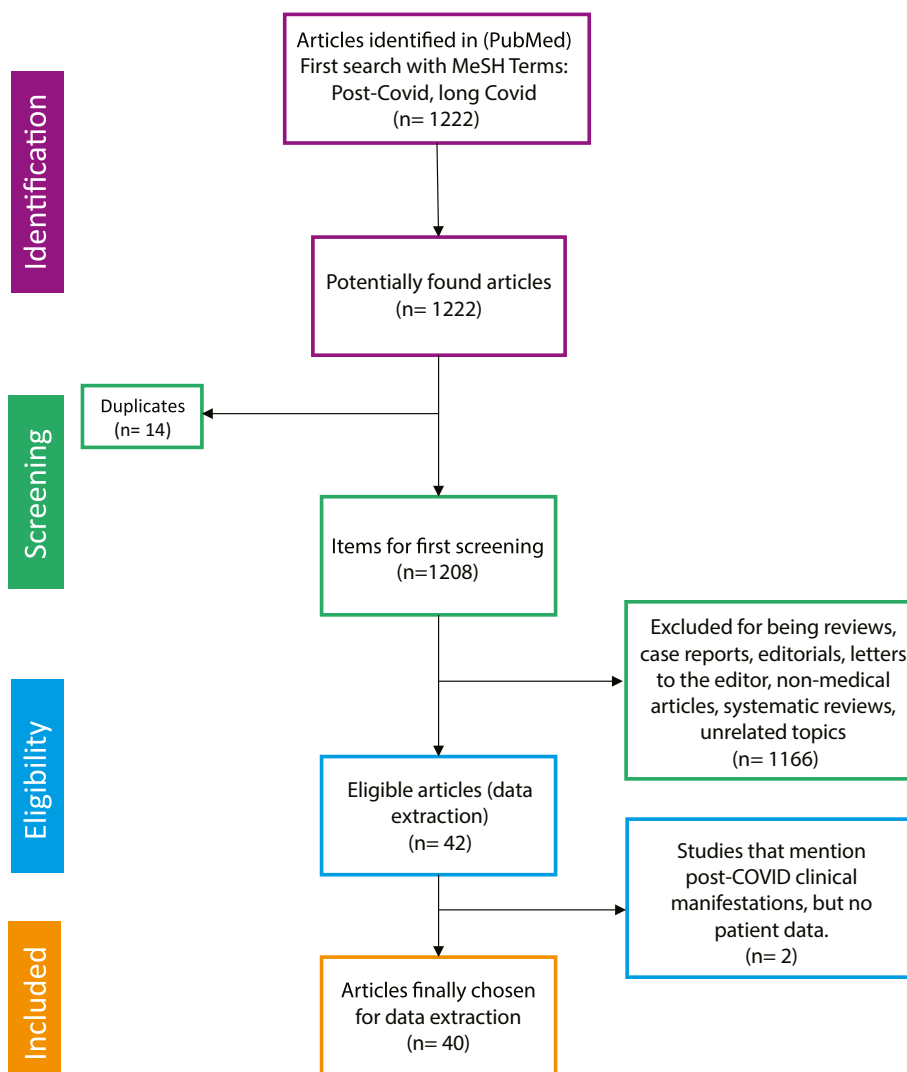 Identification
Articles identified in (PubMed)
First search with MeSH Terms:
Post-Covid, long Covid
(n= 1222)
Potentially found articles
(n= 1222)
Screening
Duplicates
(n= 14)
Items for first screening
(n=1208)
Excluded for being reviews,
case reports, editorials, letters
to the editor, non-medical
articles, systematic reviews,
unrelated topics
(n= 1166)
Eligibility
Eligible articles (data
extraction)
(n= 42)
Studies that mention
post-COVID clinical
manifestations, but no
patient data.
(n= 2)
Included
Articles finally chosen
for data extraction
(n= 40)